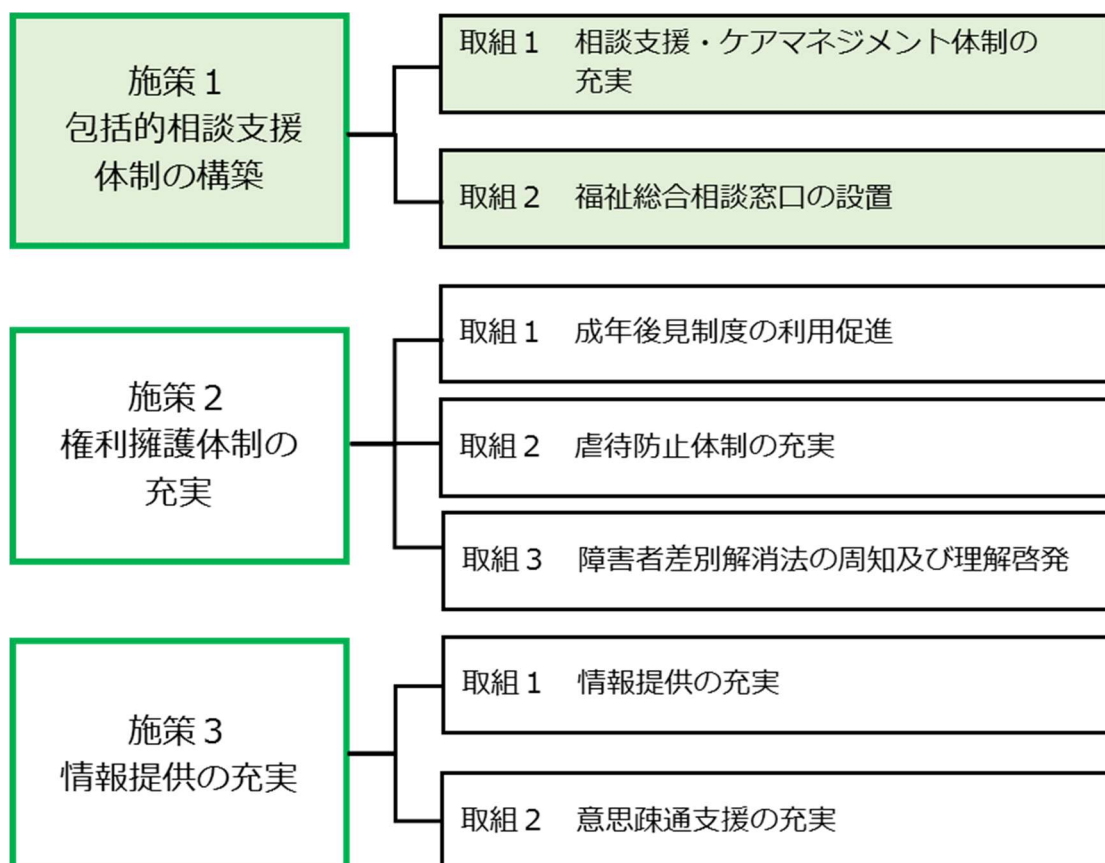 施策１
包括的相談支援
体制の構築
取組１　相談支援・ケアマネジメント体制の
充実
取組２　福祉総合相談窓口の設置
施策２
権利擁護体制の
充実
取組１　成年後見制度の利用促進
取組２　虐待防止体制の充実
取組３　障害者差別解消法の周知及び理解啓発
施策３
情報提供の充実
取組１　情報提供の充実
取組２　意思疎通支援の充実